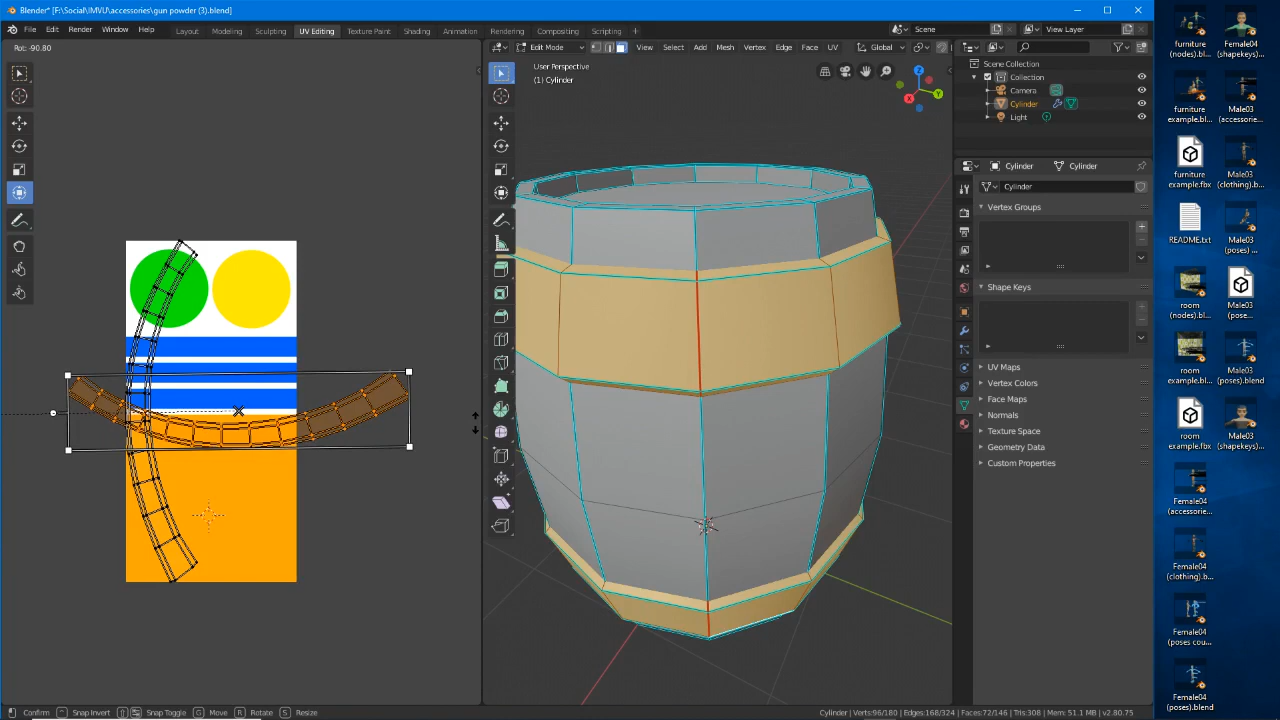 Blender* [F:\Social\IMVU\accessories\gun powder (3).blend]
File Edit Render Window Help Layout Modeling Sculpting UV Editing Texture Paint Shading Animation Rendering Compositing Scripting + Scene View Layer
Rot: -90.80
Edit Mode View Select Add Mesh Vertex Edge Face UV Global
User Perspective
(1) Cylinder
X
Y
Z
Scene Collection
Collection
Camera
Cylinder
Light
Cylinder Cylinder
Cylinder
Vertex Groups
Shape Keys
UV Maps
Vertex Colors
Face Maps
Normals
Texture Space
Geometry Data
Custom Properties
Confirm Snap Invert Snap Toggle G Move R Rotate S Resize
Cylinder | Verts:96/180 | Edges:168/324 | Faces:72/146 | Tris:308 | Mem: 51.1 MB | v2.80.75
furniture
(nodes).bl...
Female04
(shapekeys)...
furniture
example.bl...
Male03
(accessorie...
furniture
example.fbx
Male03
(clothing).b...
README.txt
Male03
(poses) ...
room
(nodes).blend
Male03
(pose...
room
example.ble...
Male03
(poses).blend
room
example.fbx
Male03
(shapekeys)...
Female04
(accessorie...
Female04
(clothing).b...
Female04
(poses cou...
Female04
(poses).blend